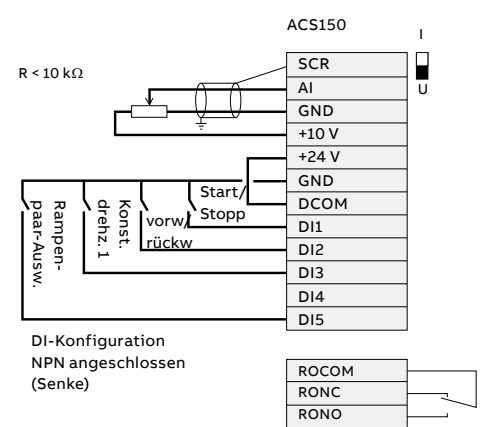 ACS150
I
SCR
R < 10 kΩ
AI
U
GND
+10 V
+24 V
GND
DCOM
DI1
DI2
DI3
DI4
DI5
Start/
Stopp
vorw/
rückw
Konst.
drehz. 1
Rampen-
paar-Ausw.
DI-Konfiguration
NPN angeschlossen
(Senke)
ROCOM
RONC
RONO